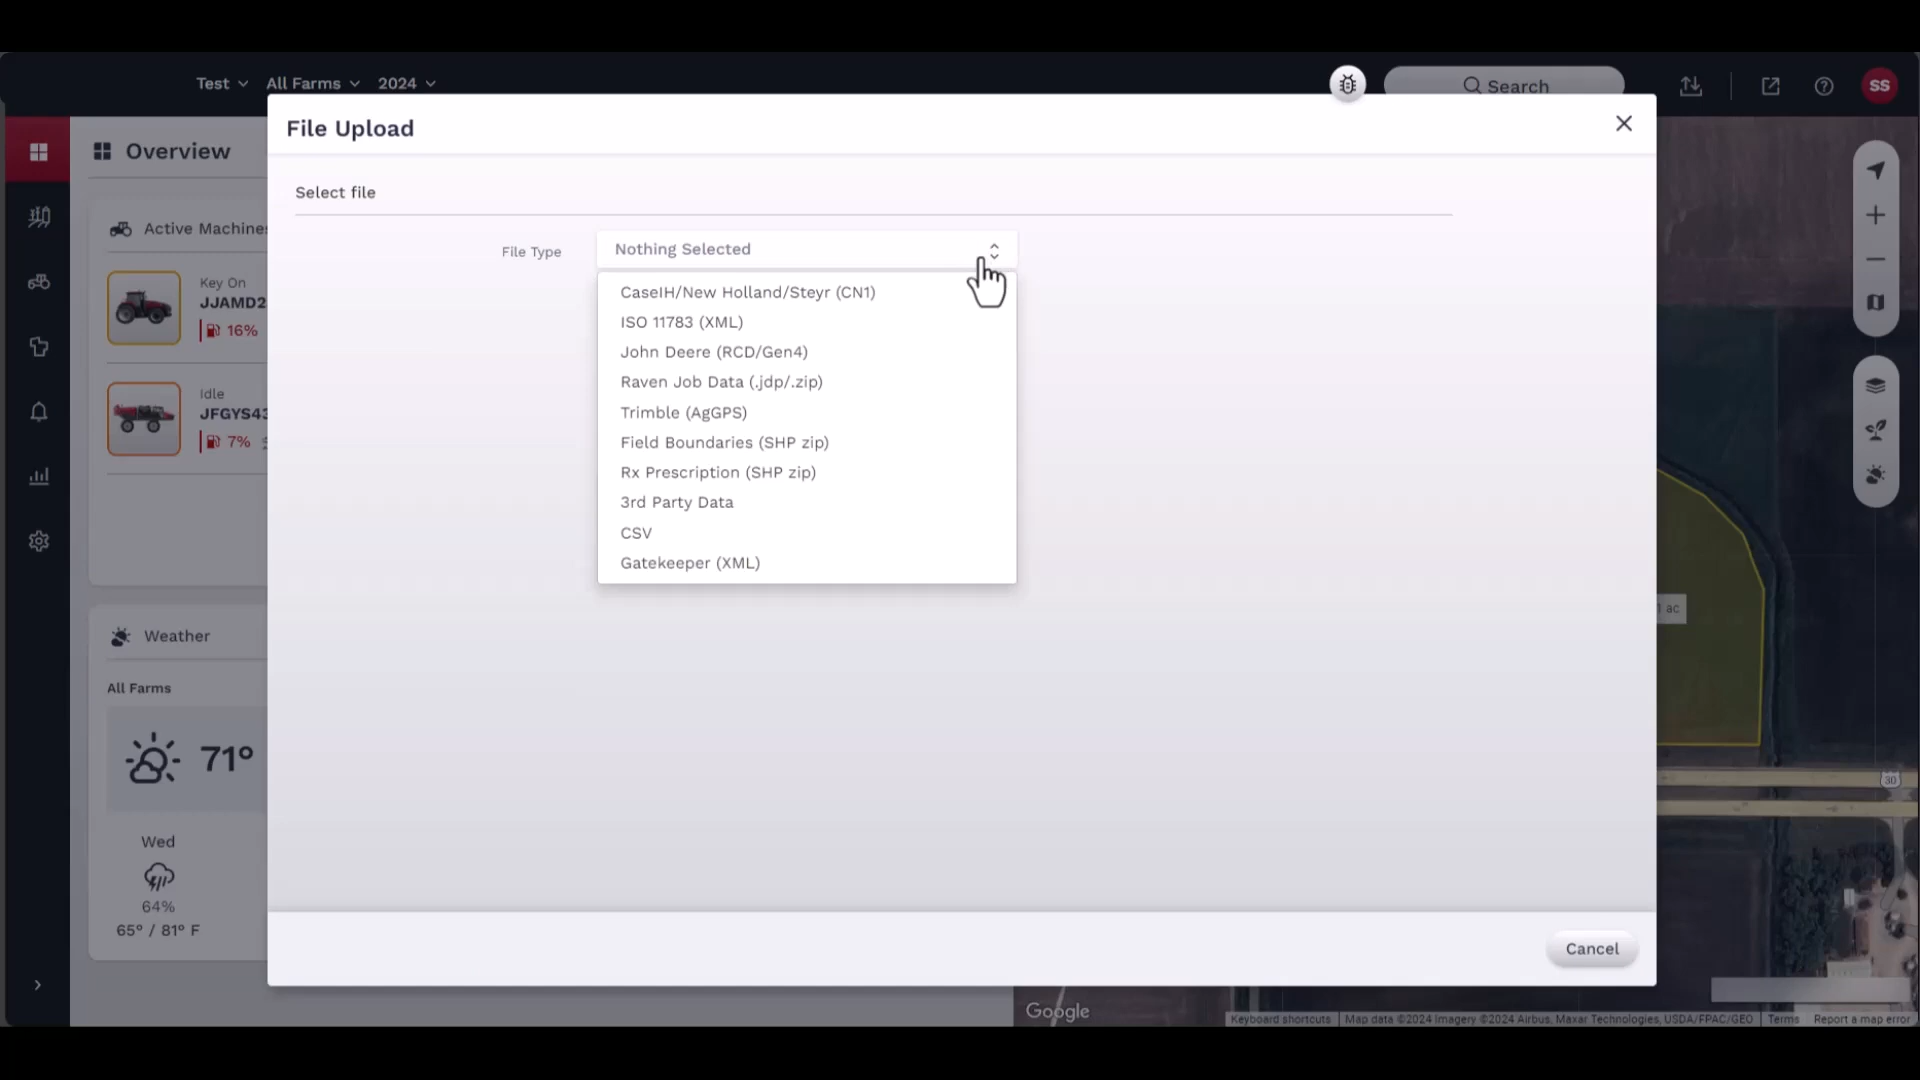 Test All Farms 2024
Search
SS
File Upload
Overview
Select file
Active Machine
File Type
Nothing Selected
CaseIH/New Holland/Steyr (CN1)
ISO 11783 (XML)
John Deere (RCD/Gen4)
Raven Job Data (.jdp/.zip)
Trimble (AgGPS)
Field Boundaries (SHP zip)
Rx Prescription (SHP zip)
3rd Party Data
CSV
Gatekeeper (XML)
Key On
JJAMD2
16%
Idle
JFGYS43
7%
ac
Weather
All Farms
71°
30
Wed
64%
65° / 81° F
Cancel
Google
Keyboard shortcuts Map data ©2024 Imagery ©2024 Airbus, Maxar Technologies, USDA/FPAC/GEO Terms Report a map error